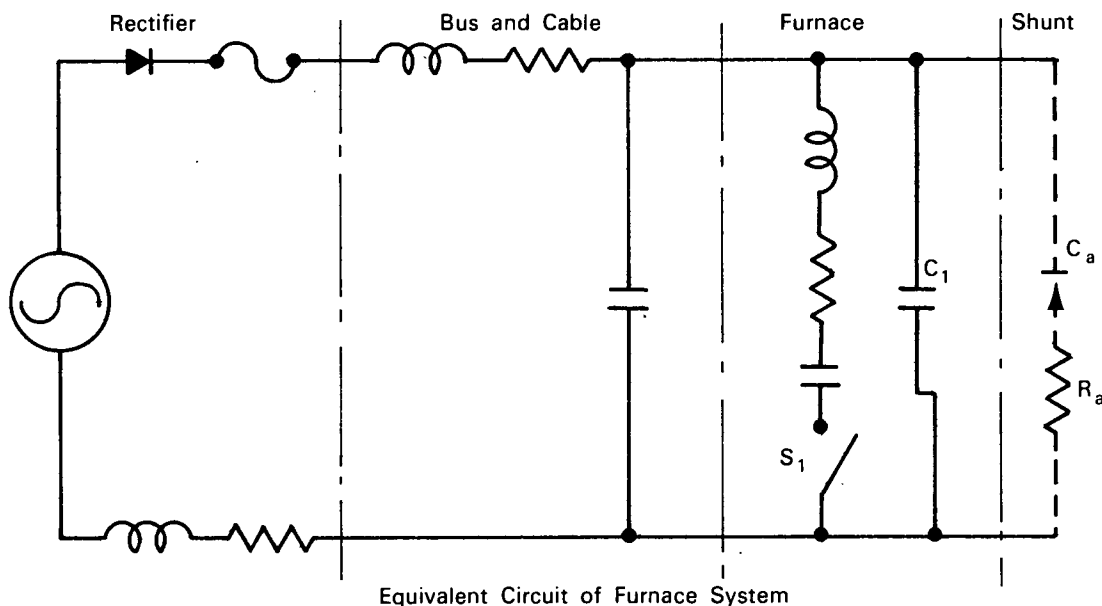 Rectifier
Bus and Cable
Furnace
Shunt
C1
Ca
Ra
S1
Equivalent Circuit of Furnace System